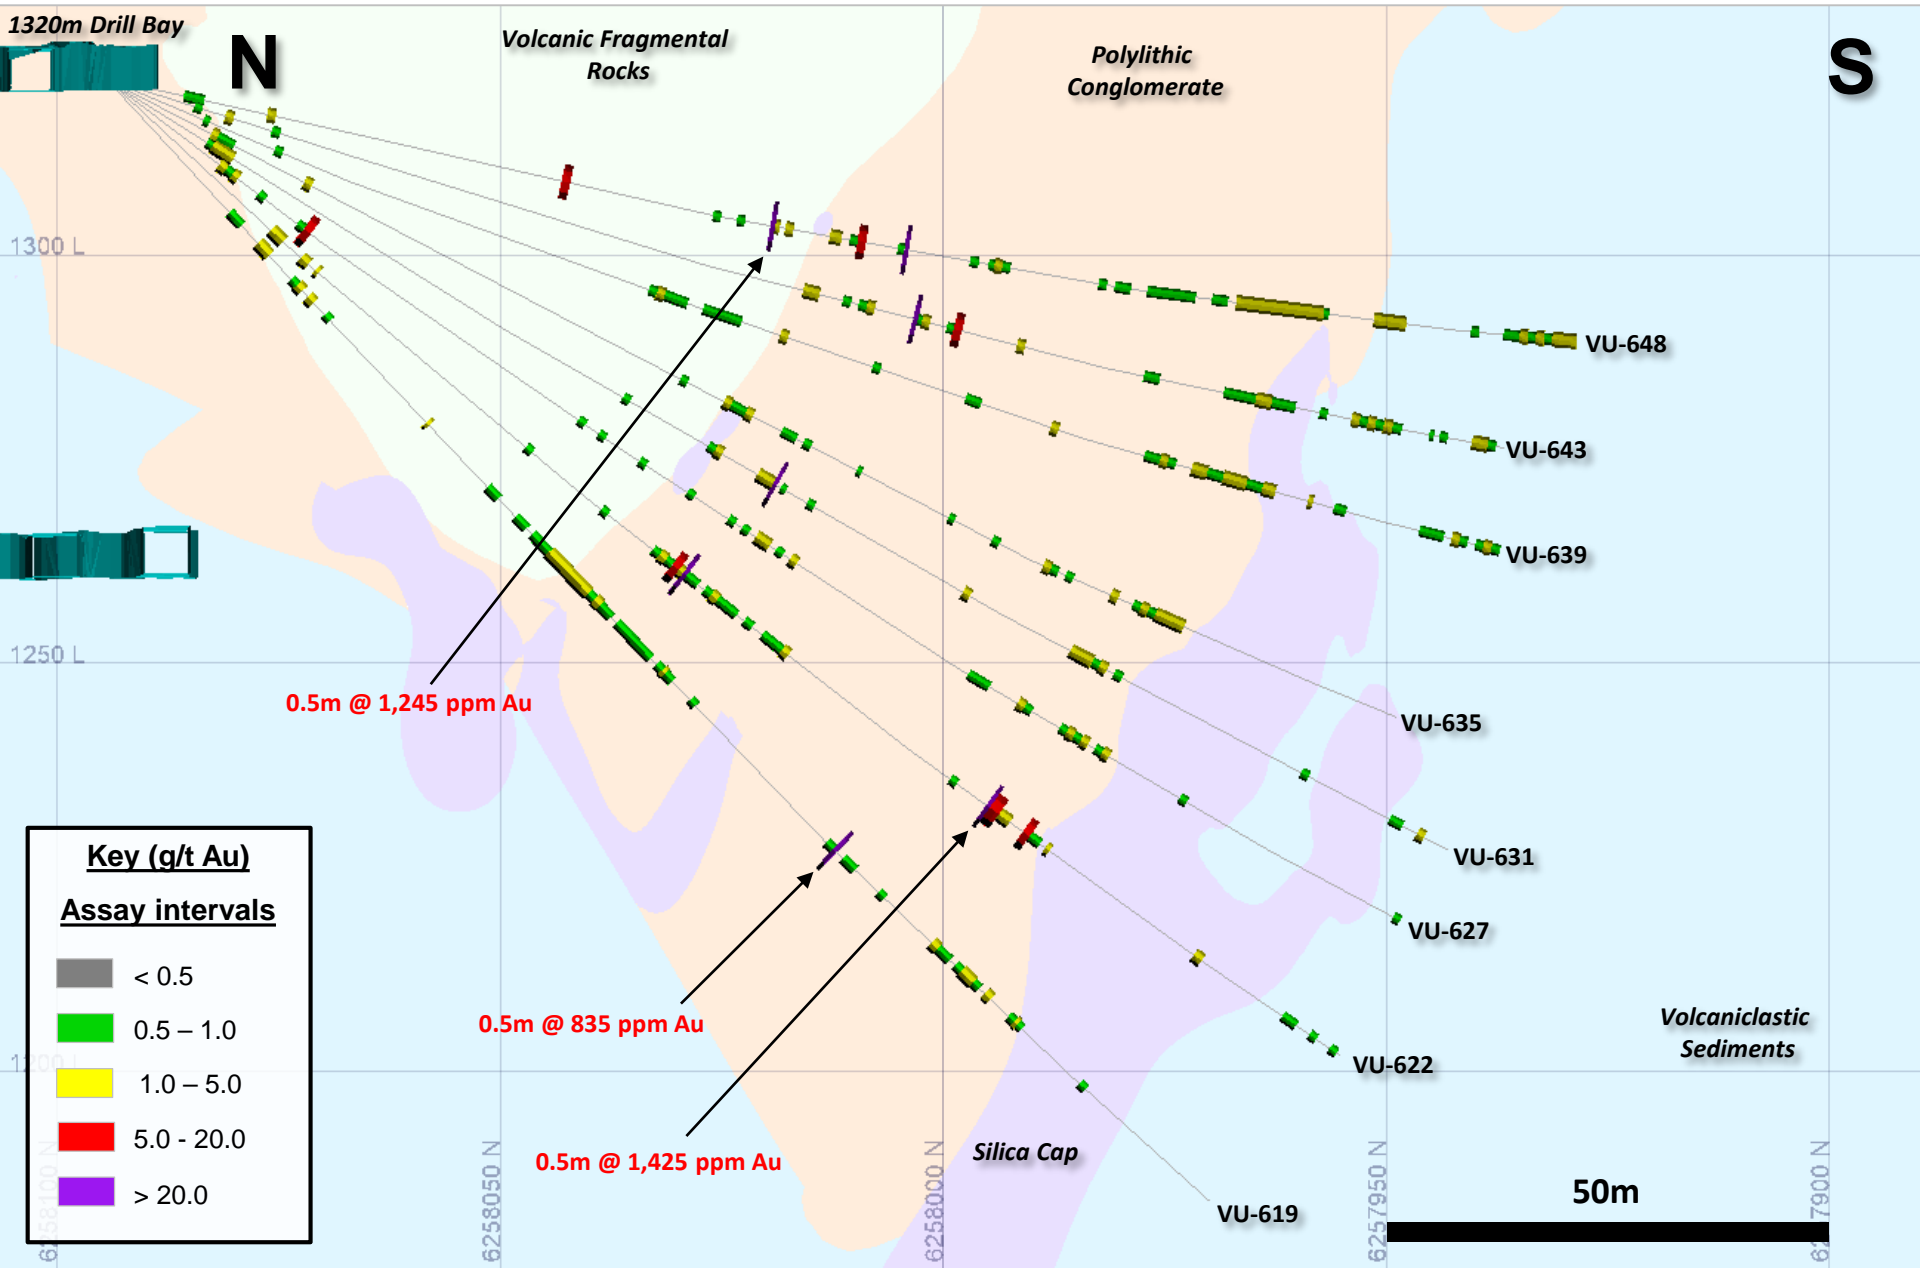 1320m Drill Bay
N
Volcanic Fragmental
Rocks
Polylithic
Conglomerate
S
1300 L
VU-648
VU-643
VU-639
1250 L
0.5m @ 1,245 ppm Au
VU-635
VU-631
VU-627
Key (g/t Au)
Assay intervals
< 0.5
0.5 – 1.0
1.0 – 5.0
5.0 - 20.0
> 20.0
0.5m @ 835 ppm Au
Volcaniclastic
Sediments
VU-622
1200 L
0.5m @ 1,425 ppm Au
Silica Cap
VU-619
50m
6258100 N
6258050 N
6258000 N
6257950 N
6257900 N